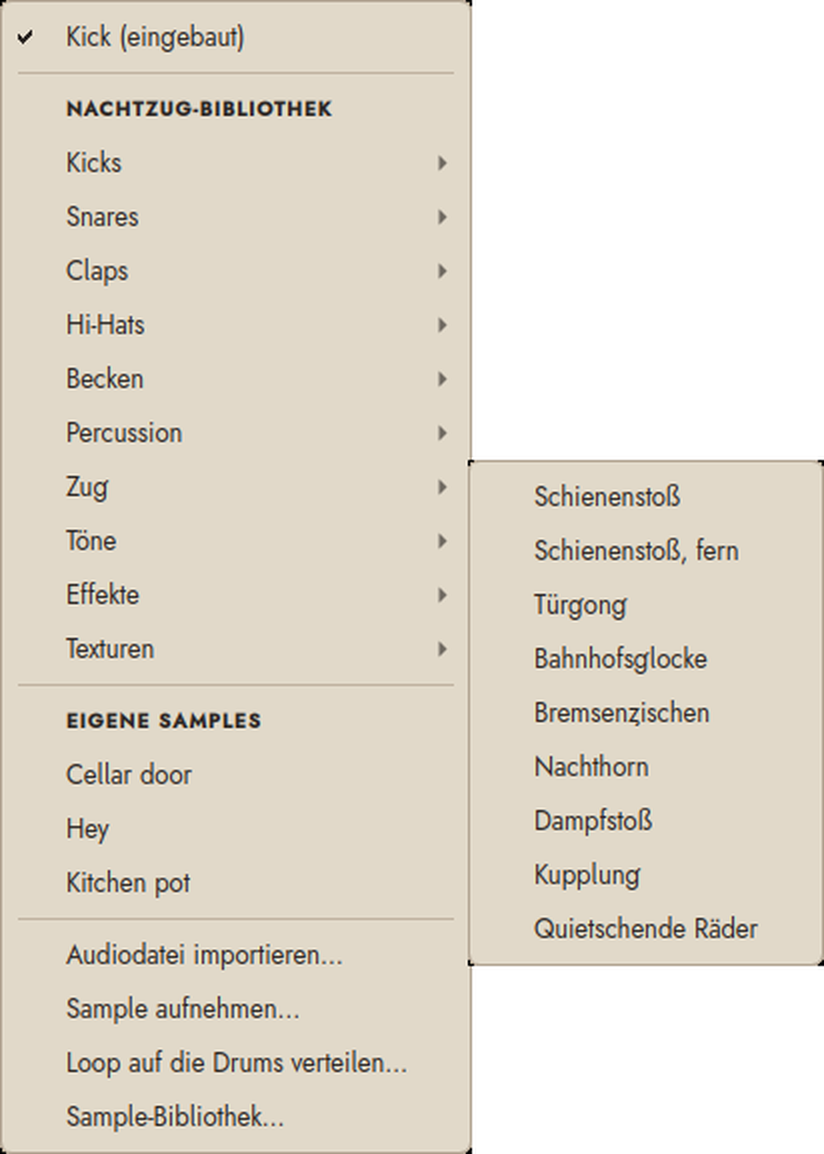 Kick (eingebaut)
NACHTZUG-BIBLIOTHEK
Kicks
Snares
Claps
Hi-Hats
Becken
Percussion
Zug
Töne
Effekte
Texturen
EIGENE SAMPLES
Cellar door
Hey
Kitchen pot
Audiodatei importieren...
Sample aufnehmen...
Loop auf die Drums verteilen...
Sample-Bibliothek...
Schienenstoß
Schienenstoß, fern
Türgong
Bahnhofsglocke
Bremsenzischen
Nachthorn
Dampfstoß
Kupplung
Quietschende Räder